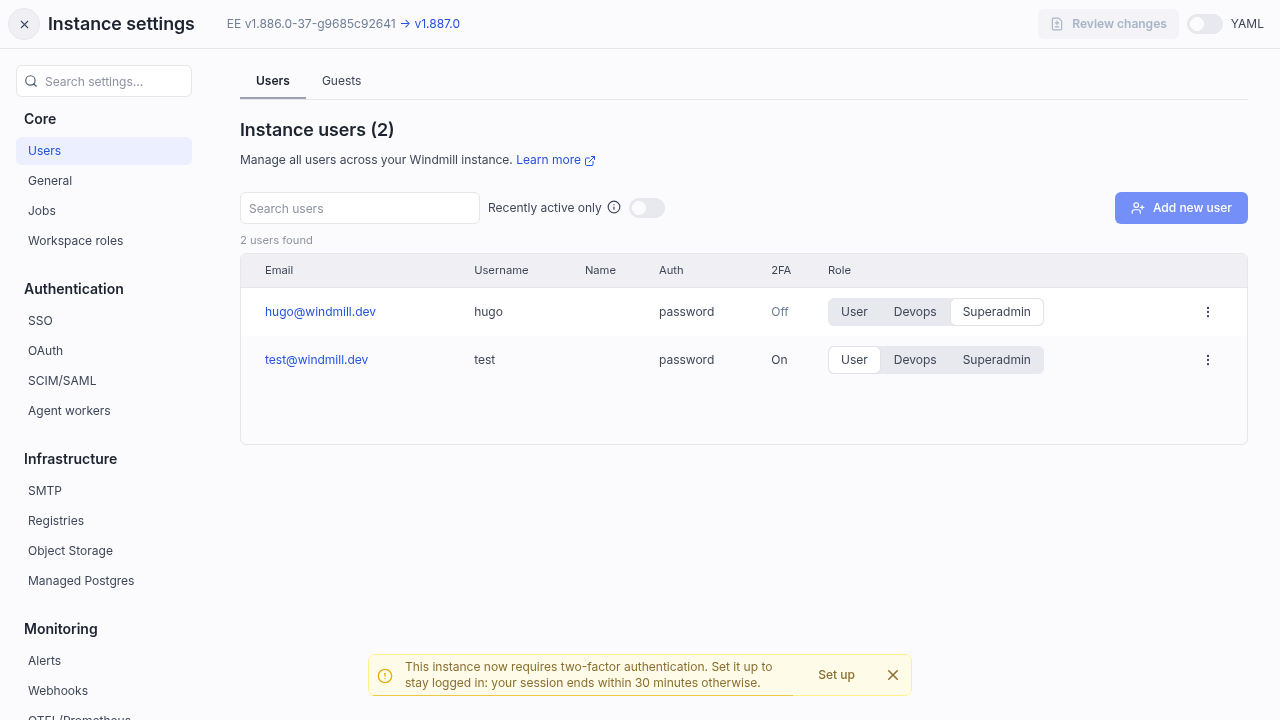 Instance settings
EE v1.886.0-37-g9685c92641 → v1.887.0
Review changes
YAML
Search settings...
Core
Users
General
Jobs
Workspace roles
Authentication
SSO
OAuth
SCIM/SAML
Agent workers
Infrastructure
SMTP
Registries
Object Storage
Managed Postgres
Monitoring
Alerts
Webhooks
OTEL/Prometheus
Users Guests
Instance users (2)
Manage all users across your Windmill instance. Learn more
Search users
Recently active only
Add new user
2 users found
Email Username Name Auth 2FA Role
hugo@windmill.dev hugo password Off User Devops Superadmin
test@windmill.dev test password On User Devops Superadmin
This instance now requires two-factor authentication. Set it up to
stay logged in: your session ends within 30 minutes otherwise.
Set up